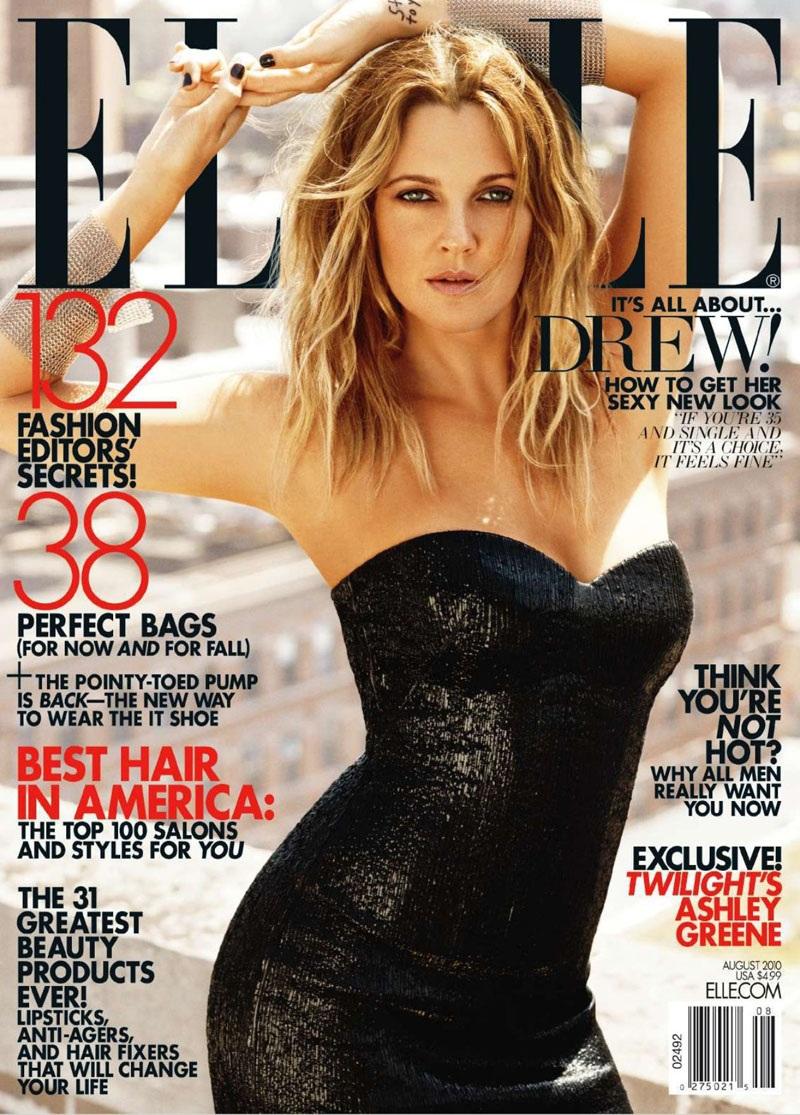 ELLE
®
132
FASHION
EDITORS'
SECRETS!
38
PERFECT BAGS
(FOR NOW AND FOR FALL)
+ THE POINTY-TOED PUMP
IS BACK—THE NEW WAY
TO WEAR THE IT SHOE
BEST HAIR
IN AMERICA:
THE TOP 100 SALONS
AND STYLES FOR YOU
THE 31
GREATEST
BEAUTY
PRODUCTS
EVER!
LIPSTICKS,
ANTI-AGERS,
AND HAIR FIXERS
THAT WILL CHANGE
YOUR LIFE
IT'S ALL ABOUT...
DREW!
HOW TO GET HER
SEXY NEW LOOK
"IF YOU'RE 35
AND SINGLE AND
IT'S A CHOICE,
IT FEELS FINE"
THINK
YOU'RE
NOT
HOT?
WHY ALL MEN
REALLY WANT
YOU NOW
EXCLUSIVE!
TWILIGHT'S
ASHLEY
GREENE
AUGUST 2010
USA $4.99
ELLE.COM
08
02492
0 275021 5